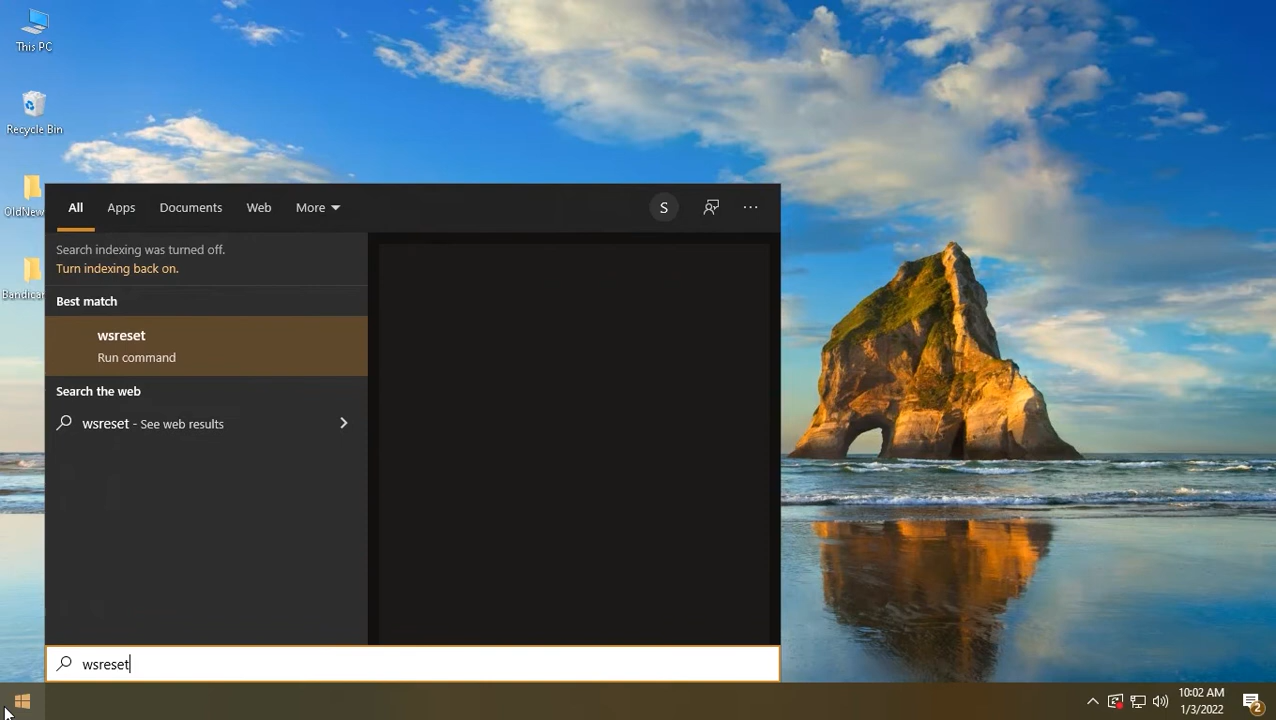 This PC
Recycle Bin
OldNew
Bandicam
All Apps Documents Web More
S
Search indexing was turned off.
Turn indexing back on.
Best match
wsreset
Run command
Search the web
wsreset - See web results
wsreset
10:02 AM
1/3/2022
2